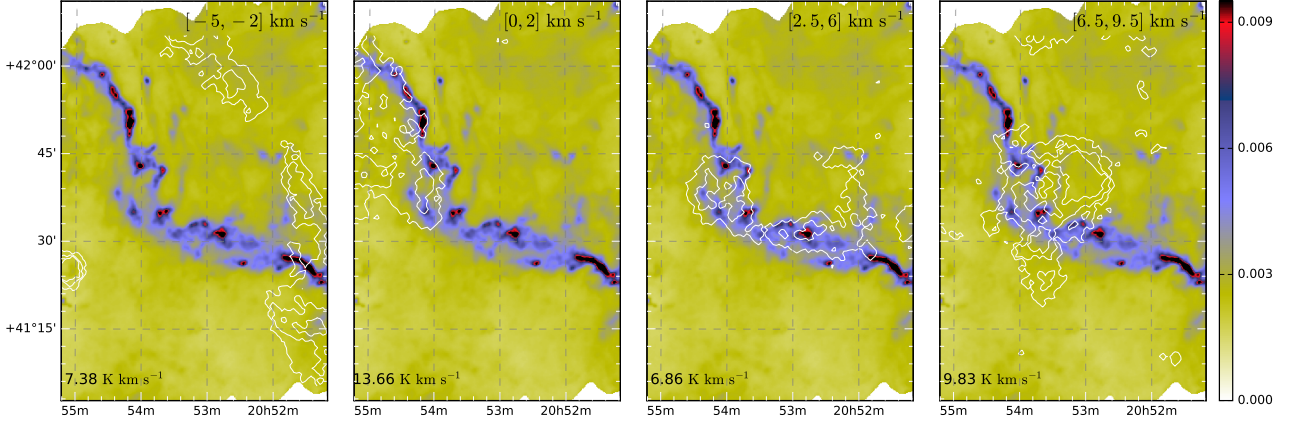 [−5, −2] km s⁻¹
[0, 2] km s⁻¹
[2.5, 6] km s⁻¹
[6.5, 9.5] km s⁻¹
+42°00'
45'
30'
+41°15'
7.38 K km s⁻¹
13.66 K km s⁻¹
6.86 K km s⁻¹
9.83 K km s⁻¹
55m 54m 53m 20h52m
55m 54m 53m 20h52m
55m 54m 53m 20h52m
55m 54m 53m 20h52m
0.009
0.006
0.003
0.000